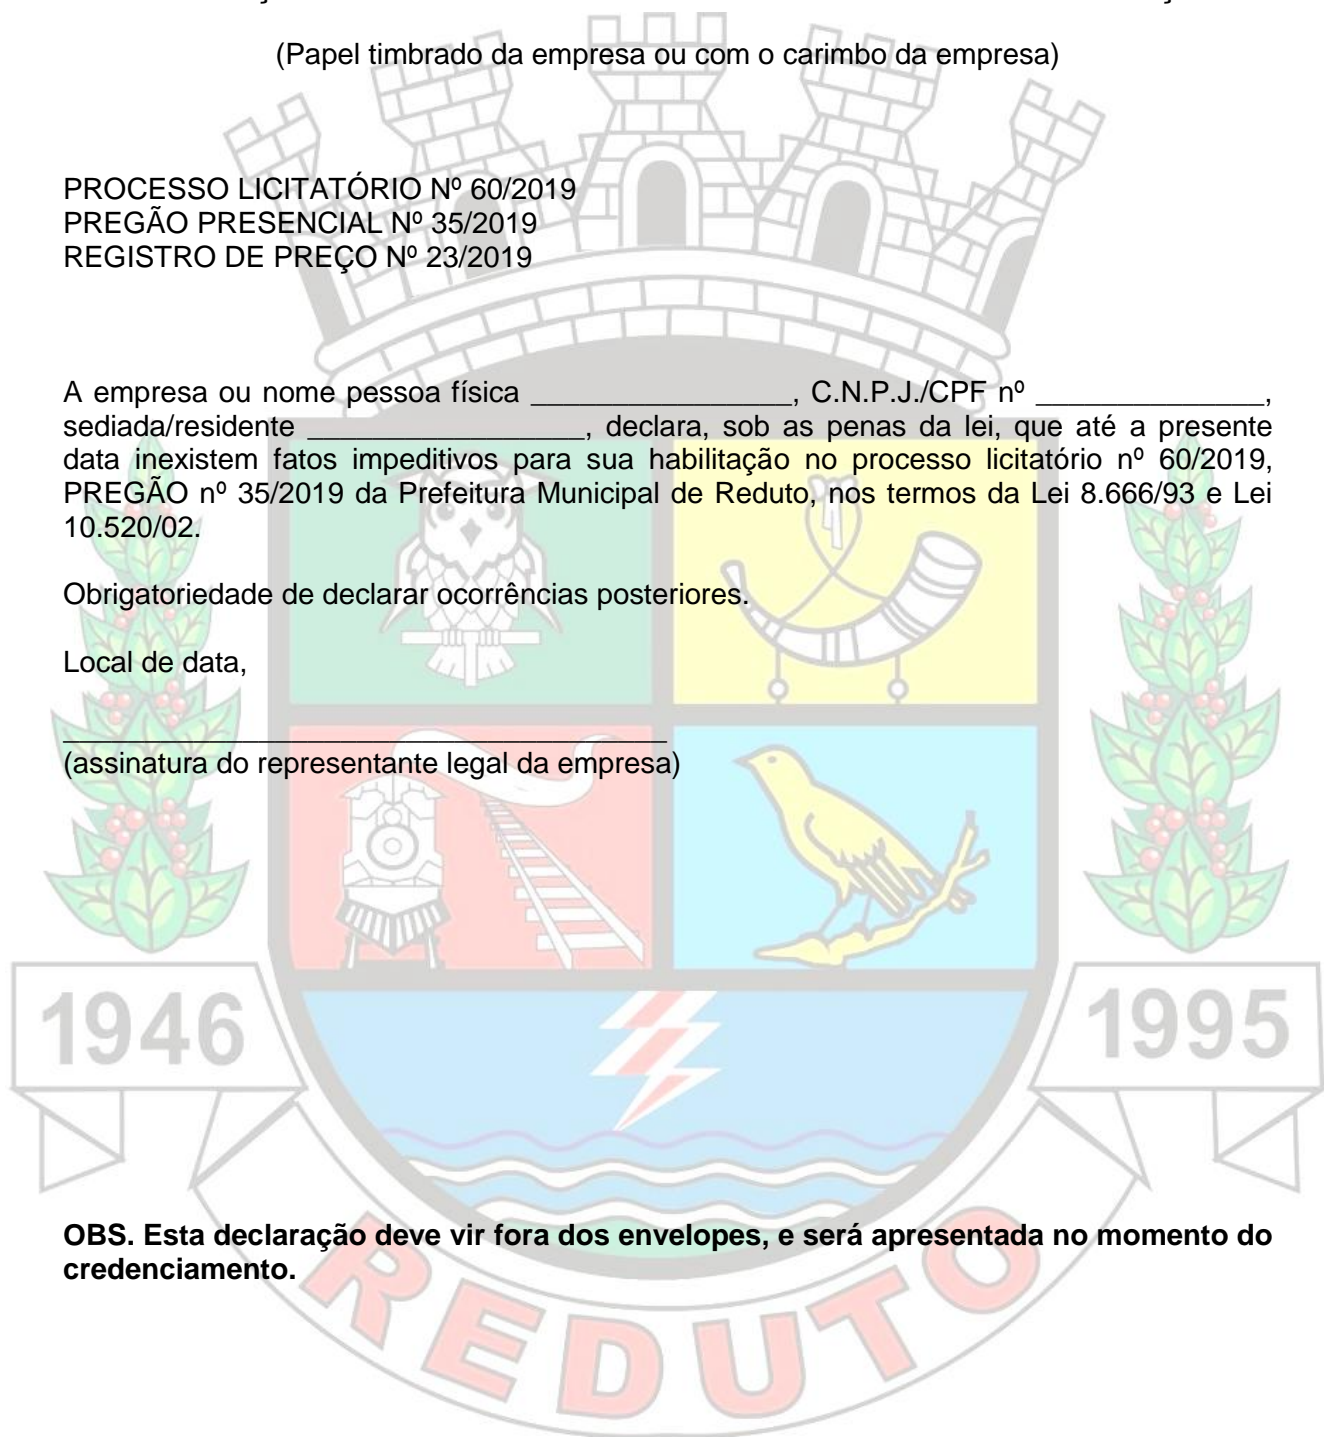 (Papel timbrado da empresa ou com o carimbo da empresa)
PROCESSO LICITATÓRIO Nº 60/2019
PREGÃO PRESENCIAL Nº 35/2019
REGISTRO DE PREÇO Nº 23/2019
A empresa ou nome pessoa física _________________, C.N.P.J./CPF nº _______________,
sediada/residente __________________, declara, sob as penas da lei, que até a presente
data inexistem fatos impeditivos para sua habilitação no processo licitatório nº 60/2019,
PREGÃO nº 35/2019 da Prefeitura Municipal de Reduto, nos termos da Lei 8.666/93 e Lei
10.520/02.
Obrigatoriedade de declarar ocorrências posteriores.
Local de data,
_______________________________________
(assinatura do representante legal da empresa)
1946
1995
OBS. Esta declaração deve vir fora dos envelopes, e será apresentada no momento do
credenciamento.
REDUTO